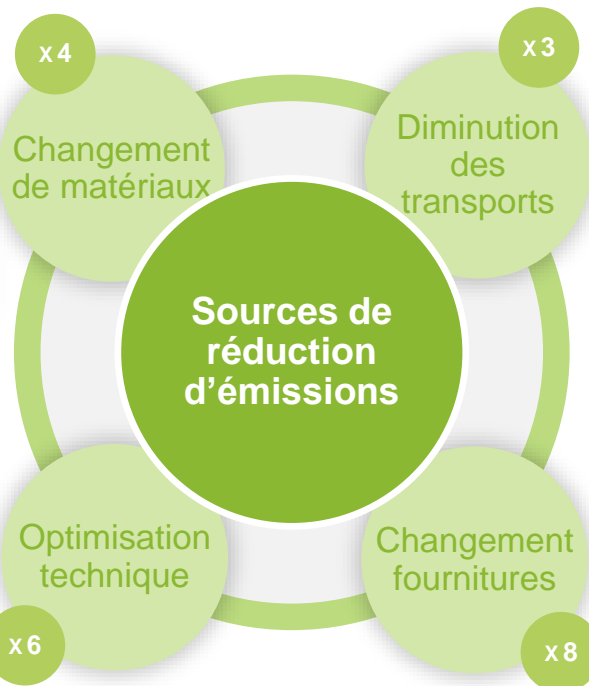 x 4
Changement
de matériaux
x 3
Diminution
des
transports
Sources de
réduction
d’émissions
Optimisation
technique
x 6
Changement
fournitures
x 8